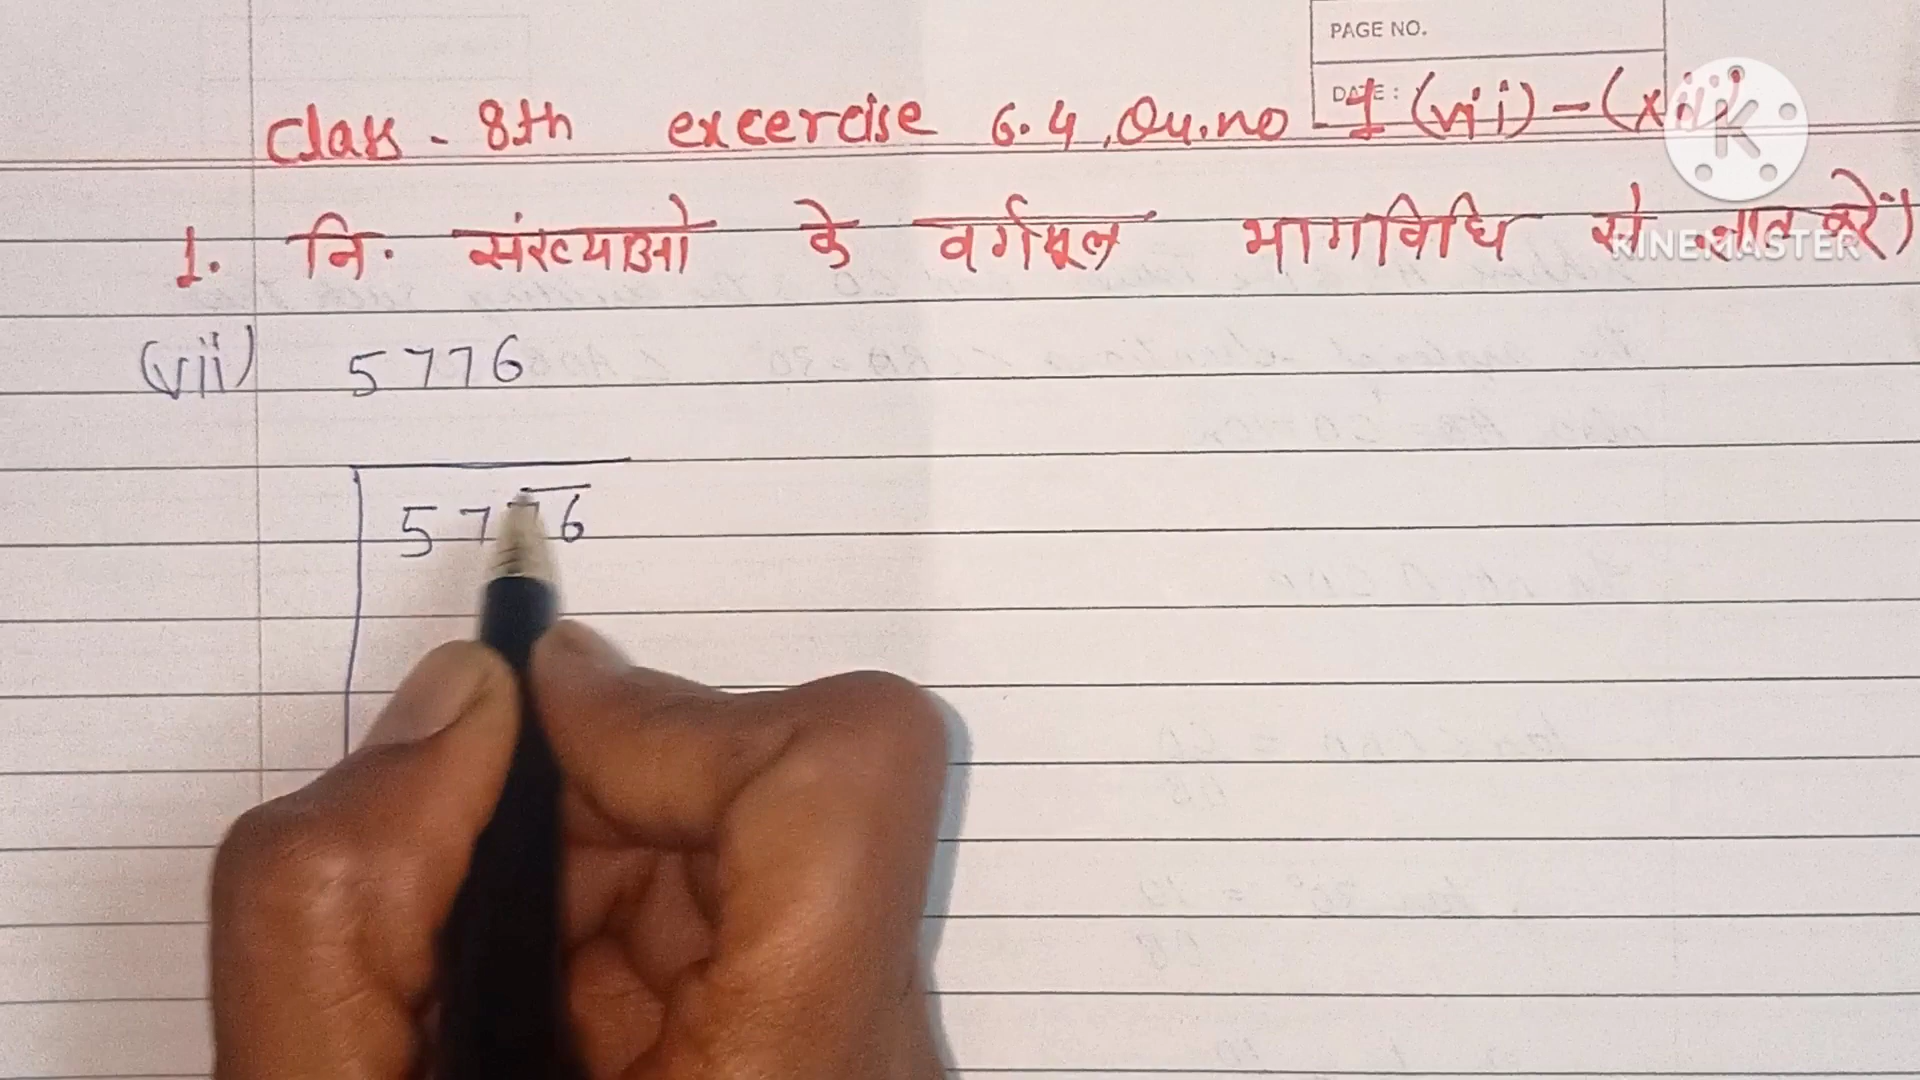 PAGE NO.
DATE :
Class - 8th excercise 6.4, Qu.no 1 (vii) - (xii)
1. नि. संख्याओ के वर्गमूल भागविधि से ज्ञात करें।
KINEMASTER
(vii) 5776
5776